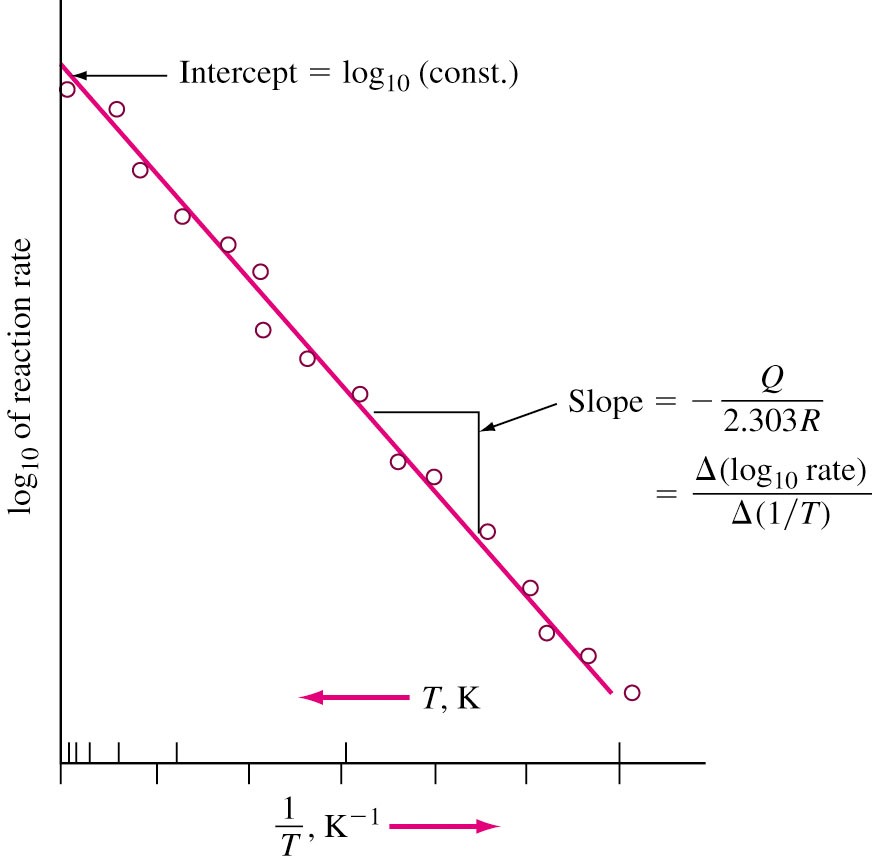 Intercept = log₁₀ (const.)
log₁₀ of reaction rate
Slope = − Q / 2.303R
= Δ(log₁₀ rate) / Δ(1/T)
T, K
1/T, K⁻¹